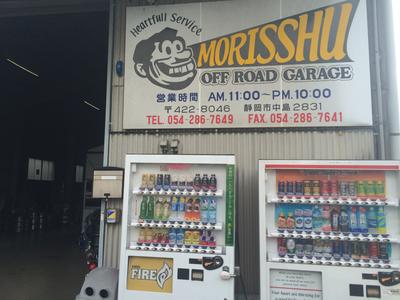 Heartfull Service
MORISSHU
OFF ROAD GARAGE
営業時間 AM.11:00～PM.10:00
〒422-8046 静岡市中島2831
TEL. 054-286-7649 FAX. 054-286-7641
FIRE